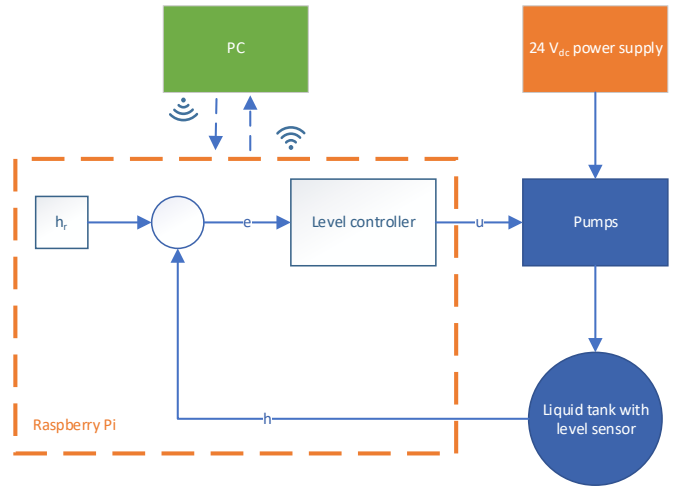 PC
24 Vdc power supply
hr
e
Level controller
u
Pumps
h
Liquid tank with
level sensor
Raspberry Pi